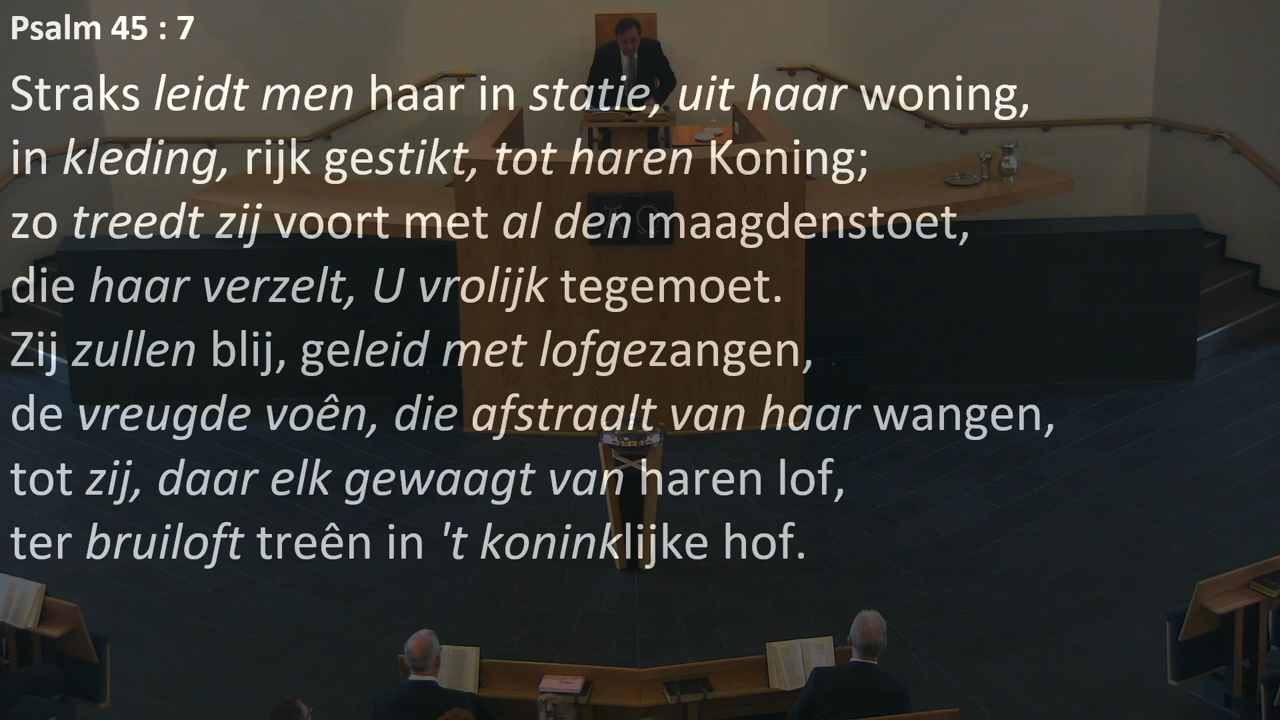 Psalm 45 : 7
Straks leidt men haar in statie, uit haar woning,
in kleding, rijk gestikt, tot haren Koning;
zo treedt zij voort met al den maagdenstoet,
die haar verzelt, U vrolijk tegemoet.
Zij zullen blij, geleid met lofgezangen,
de vreugde voên, die afstraalt van haar wangen,
tot zij, daar elk gewaagt van haren lof,
ter bruiloft treên in 't koninklijke hof.